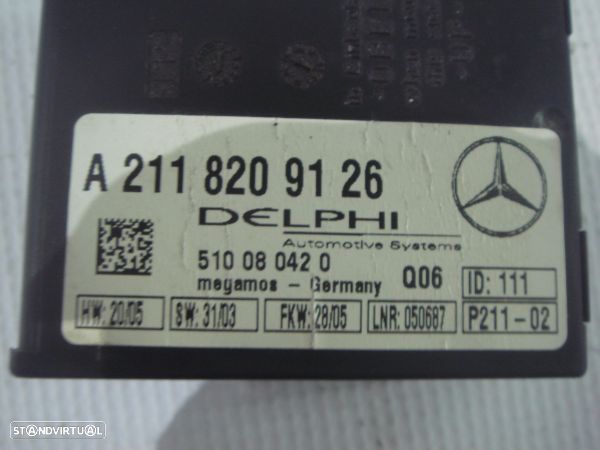 A 211 820 91 26
DELPHI
Automotive Systems
510 08 042 0
megamos - Germany
Q06
ID: 111
HW: 20/05
SW: 31/03
FKW: 28/05
LNR: 050687
P211-02
STANDVIRTUAL